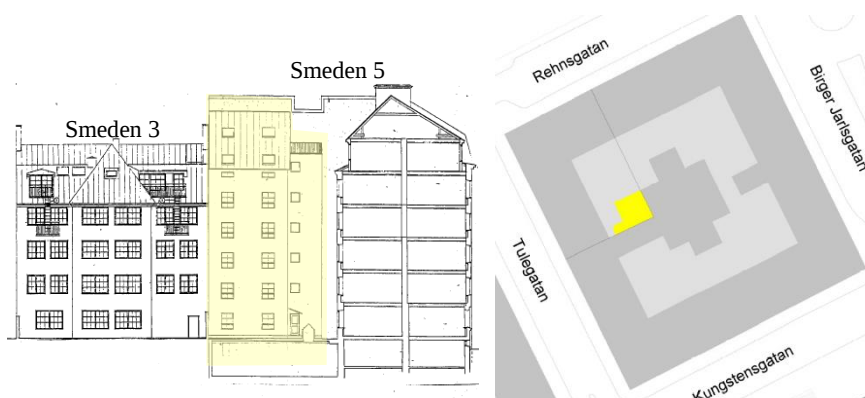 Smeden 5
Smeden 3
Rehnsgatan
Birger Jarlsgatan
Tulegatan
Kungstensgatan